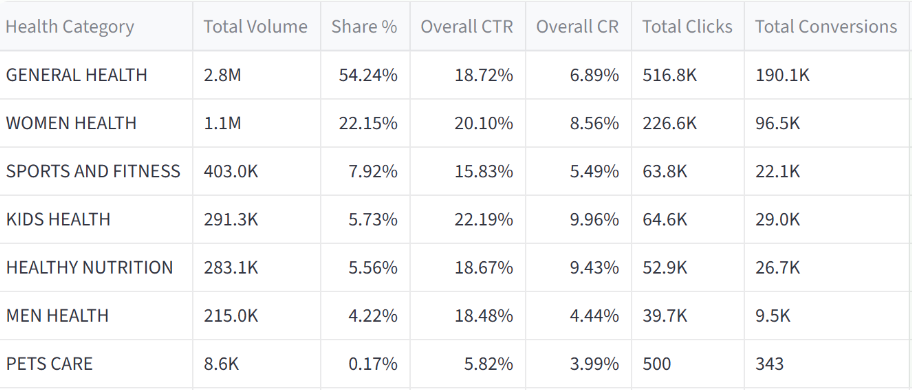 Health Category Total Volume Share % Overall CTR Overall CR Total Clicks Total Conversions
GENERAL HEALTH 2.8M 54.24% 18.72% 6.89% 516.8K 190.1K
WOMEN HEALTH 1.1M 22.15% 20.10% 8.56% 226.6K 96.5K
SPORTS AND FITNESS 403.0K 7.92% 15.83% 5.49% 63.8K 22.1K
KIDS HEALTH 291.3K 5.73% 22.19% 9.96% 64.6K 29.0K
HEALTHY NUTRITION 283.1K 5.56% 18.67% 9.43% 52.9K 26.7K
MEN HEALTH 215.0K 4.22% 18.48% 4.44% 39.7K 9.5K
PETS CARE 8.6K 0.17% 5.82% 3.99% 500 343